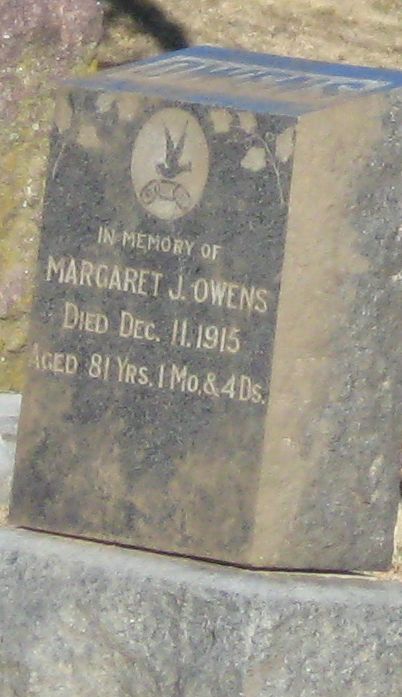 IN MEMORY OF
MARGARET J. OWENS
DIED DEC. 11. 1915
AGED 81 YRS. 1 MO. & 4 DS.